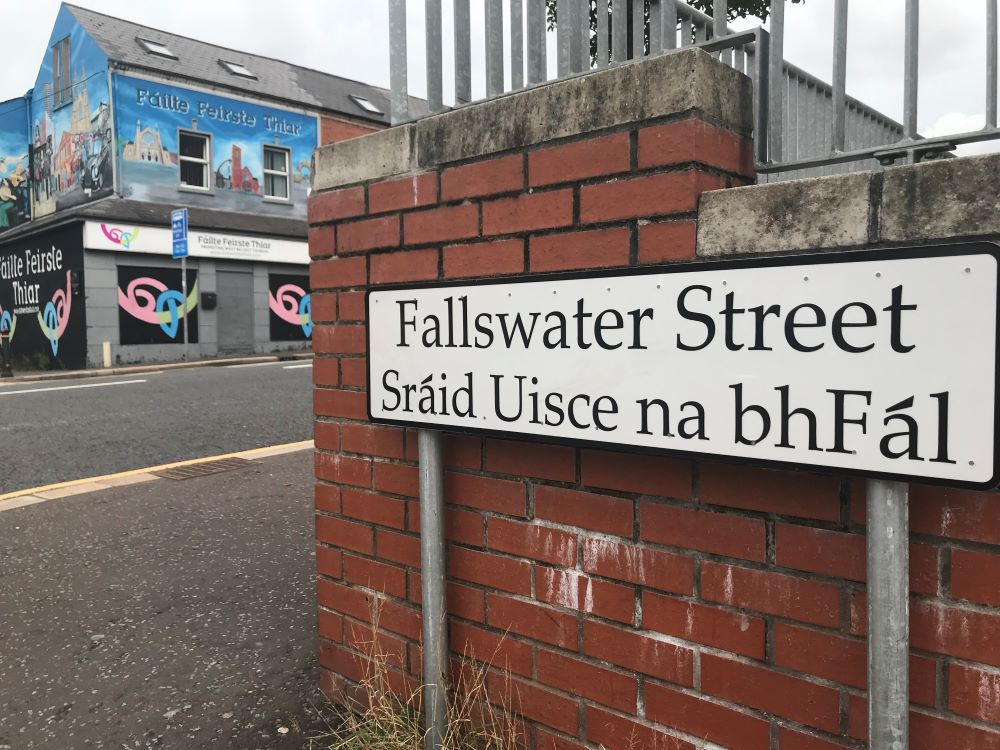 Fáilte Feirste Thiar
Fáilte Feirste Thiar
Fáilte Feirste
Thiar
Fallswater Street
Sráid Uisce na bhFál